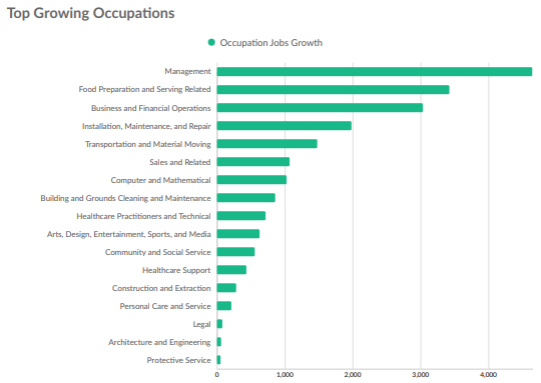 Top Growing Occupations
Occupation Jobs Growth
Management
Food Preparation and Serving Related
Business and Financial Operations
Installation, Maintenance, and Repair
Transportation and Material Moving
Sales and Related
Computer and Mathematical
Building and Grounds Cleaning and Maintenance
Healthcare Practitioners and Technical
Arts, Design, Entertainment, Sports, and Media
Community and Social Service
Healthcare Support
Construction and Extraction
Personal Care and Service
Legal
Architecture and Engineering
Protective Service
0 1,000 2,000 3,000 4,000